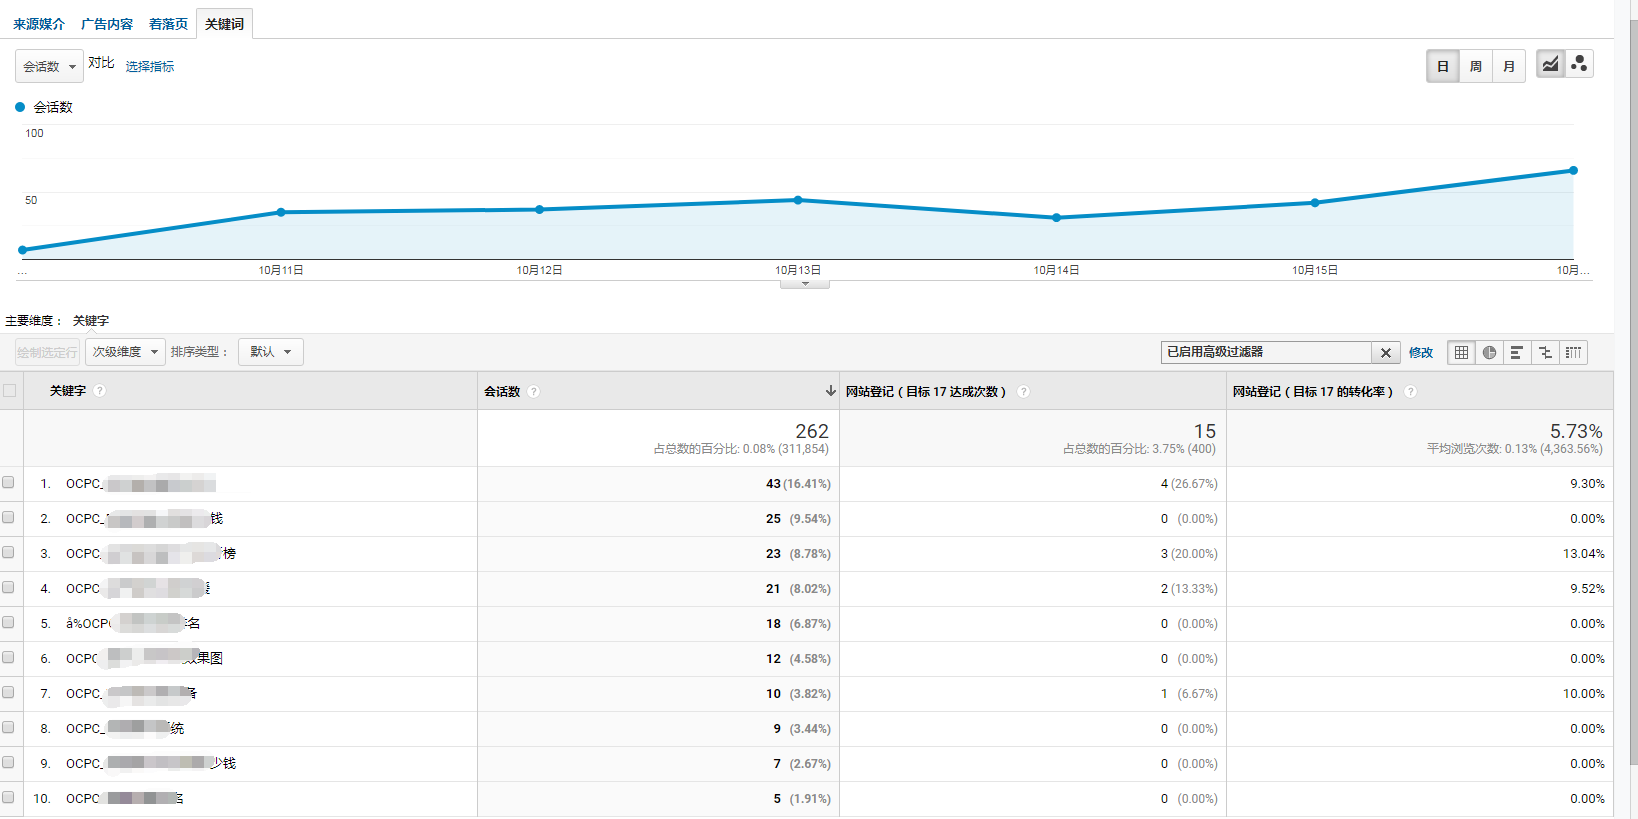 来源媒介 广告内容 着落页 关键词
会话数 对比 选择指标 日 周 月
会话数
100
50
... 10月11日 10月12日 10月13日 10月14日 10月15日 10月...
主要维度： 关键字
绘制选定行 次级维度 排序类型： 默认 已启用高级过滤器 修改
关键字 ? 会话数 ? 网站登记（目标 17 达成次数） ? 网站登记（目标 17 的转化率） ?
262 15 5.73%
占总数的百分比: 0.08% (311,854) 占总数的百分比: 3.75% (400) 平均浏览次数: 0.13% (4,363.56%)
1. OCPC_ 43 (16.41%) 4 (26.67%) 9.30%
2. OCPC_ 钱 25 (9.54%) 0 (0.00%) 0.00%
3. OCPC_ 榜 23 (8.78%) 3 (20.00%) 13.04%
4. OCPC 21 (8.02%) 2 (13.33%) 9.52%
5. å%OCPC 名 18 (6.87%) 0 (0.00%) 0.00%
6. OCPC 效果图 12 (4.58%) 0 (0.00%) 0.00%
7. OCPC_ 备 10 (3.82%) 1 (6.67%) 10.00%
8. OCPC_ 统 9 (3.44%) 0 (0.00%) 0.00%
9. OCPC_ 少钱 7 (2.67%) 0 (0.00%) 0.00%
10. OCPC 名 5 (1.91%) 0 (0.00%) 0.00%